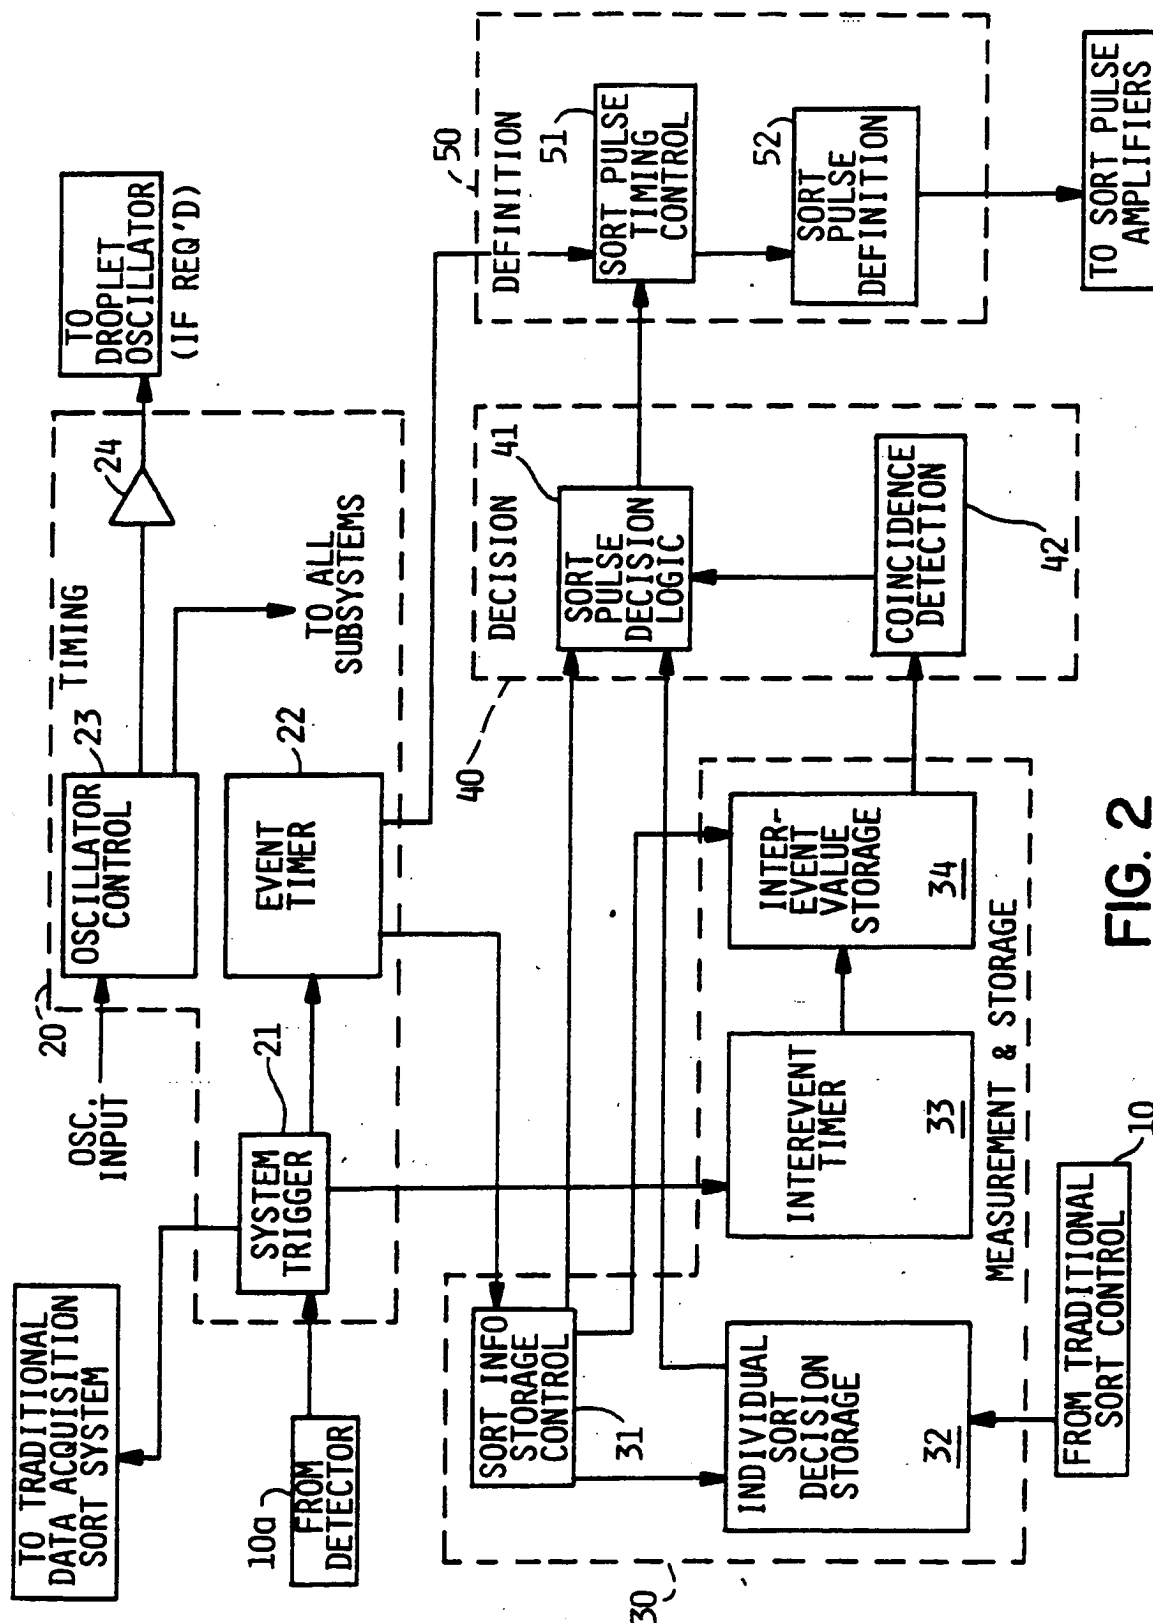 TO TRADITIONAL
DATA ACQUISITION
SORT SYSTEM
10a
FROM
DETECTOR
OSC.
INPUT
20
TIMING
OSCILLATOR
CONTROL
23
24
TO
DROPLET
OSCILLATOR
(IF REQ'D)
TO ALL
SUBSYSTEMS
SYSTEM
TRIGGER
21
EVENT
TIMER
22
30
SORT INFO
STORAGE
CONTROL
31
INDIVIDUAL
SORT
DECISION
STORAGE
32
INTEREVENT
TIMER
33
INTER-
EVENT
VALUE
STORAGE
34
MEASUREMENT & STORAGE
FROM TRADITIONAL
SORT CONTROL
10
40
DECISION
SORT
PULSE
DECISION
LOGIC
41
COINCIDENCE
DETECTION
42
50
DEFINITION
SORT PULSE
TIMING
CONTROL
51
SORT
PULSE
DEFINITION
52
TO SORT PULSE
AMPLIFIERS
FIG. 2